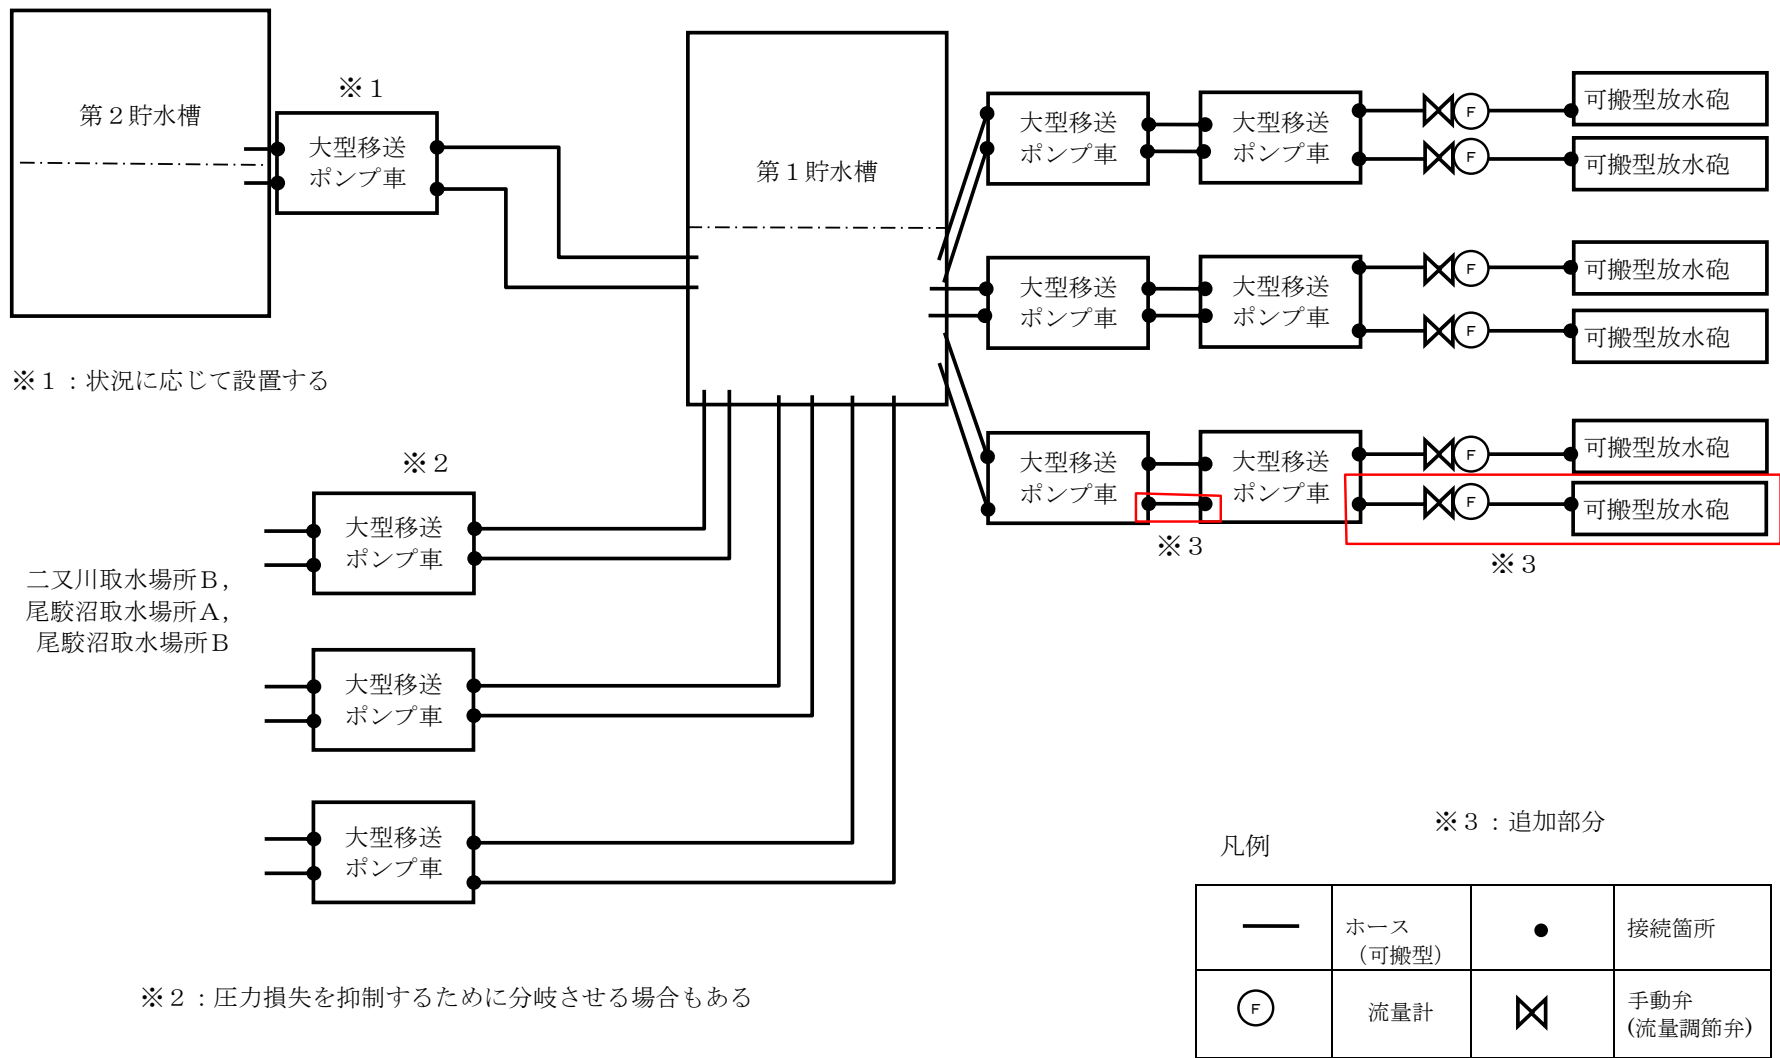 第２貯水槽
※１
大型移送
ポンプ車
第１貯水槽
大型移送
ポンプ車
大型移送
ポンプ車
F
可搬型放水砲
F
可搬型放水砲
大型移送
ポンプ車
大型移送
ポンプ車
F
可搬型放水砲
F
可搬型放水砲
※１：状況に応じて設置する
大型移送
ポンプ車
大型移送
ポンプ車
F
可搬型放水砲
F
可搬型放水砲
※３
※３
※２
大型移送
ポンプ車
二又川取水場所Ｂ，
尾駮沼取水場所Ａ，
尾駮沼取水場所Ｂ
大型移送
ポンプ車
大型移送
ポンプ車
※３：追加部分
凡例
ホース
（可搬型）
接続箇所
F
流量計
手動弁
(流量調節弁)
※２：圧力損失を抑制するために分岐させる場合もある